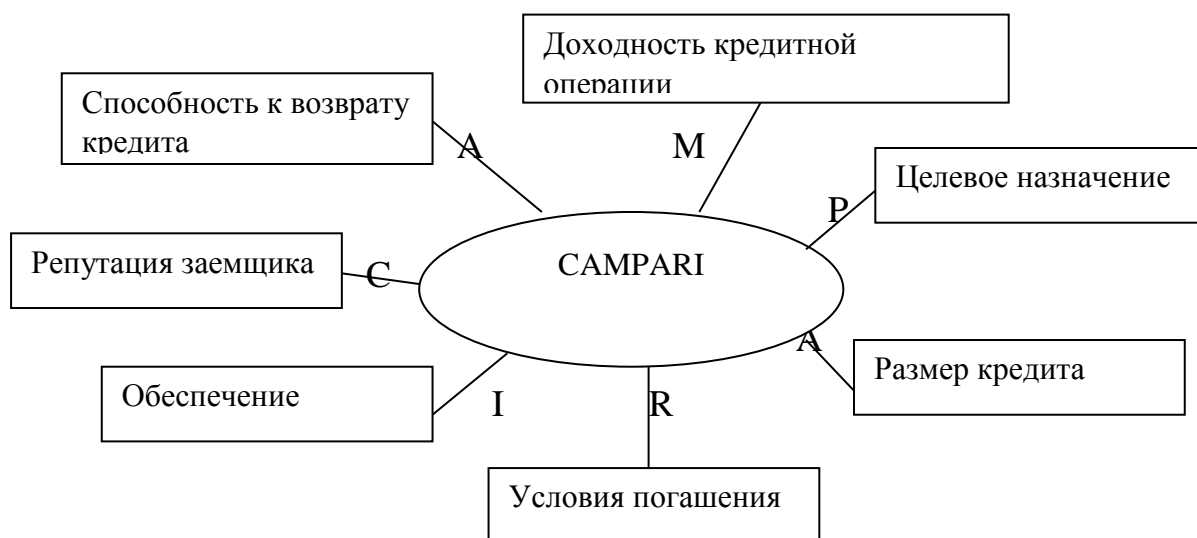 Доходность кредитной
операции
Способность к возврату
кредита
A
M
Целевое назначение
P
Репутация заемщика
C
CAMPARI
A
Размер кредита
Обеспечение
I
R
Условия погашения